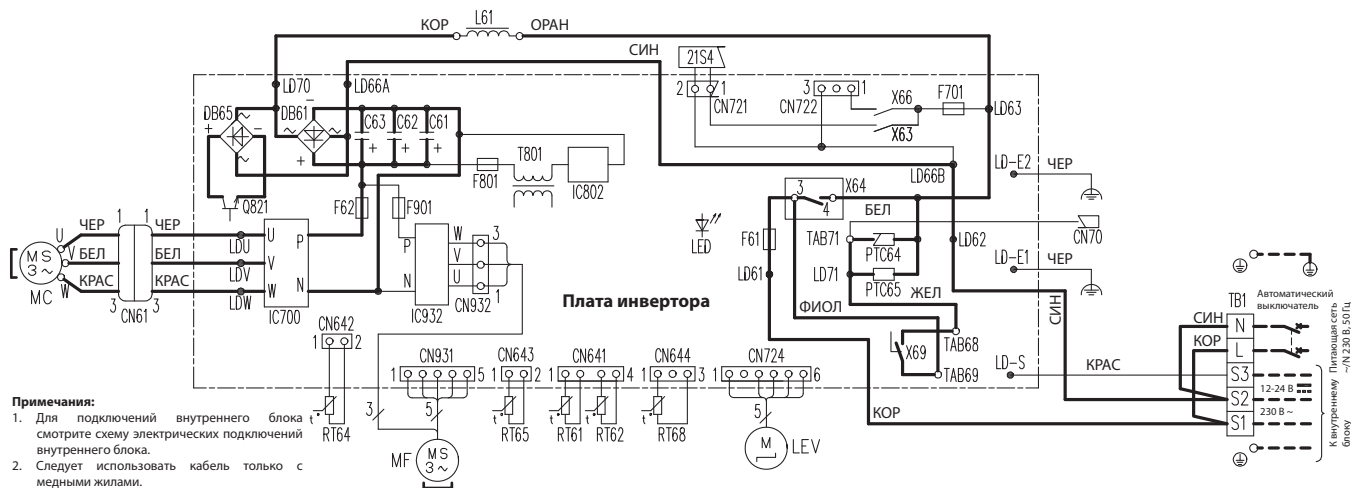 КОР L61 ОРАН
СИН
21S4
2 1
CN721
3 1
CN722
X66
X63
F701
LD63
LD70
LD66A
DB65
DB61
C63
C62
C61
Q821
F801
T801
IC802
F62
F901
LD66B
LD-E2 ЧЕР
3 X64
4
БЕЛ
CN70
LED
F61
TAB71
PTC64
LD62
LD61
LD71
PTC65
LD-E1 ЧЕР
ЖЕЛ
ФИОЛ
СИН
X69
TAB68
TAB69
LD-S КРАС
U ЧЕР 1 1 ЧЕР LDU U P
MS 3~ V БЕЛ БЕЛ LDV V
MC W КРАС 3 3 КРАС LDW W N
CN61
IC700
P W 3
V
N U 1
IC932
CN932
Плата инвертора
CN642
1 2
RT64
CN931
1 5
3
5
MF MS 3~
CN643
1 2
RT65
CN641
1 4
RT61 RT62
CN644
1 3
RT68
CN724
1 6
5
M LEV
КОР
t° t° t° t° t°
TB1
Автоматический
выключатель
СИН N
КОР L
S3
S2
S1
12-24 В
230 В ~
Питающая сеть
~/N 230 В, 50 Гц
К внутреннему
блоку
Примечания:
1. Для подключений внутреннего блока
смотрите схему электрических подключений
внутреннего блока.
2. Следует использовать кабель только с
медными жилами.